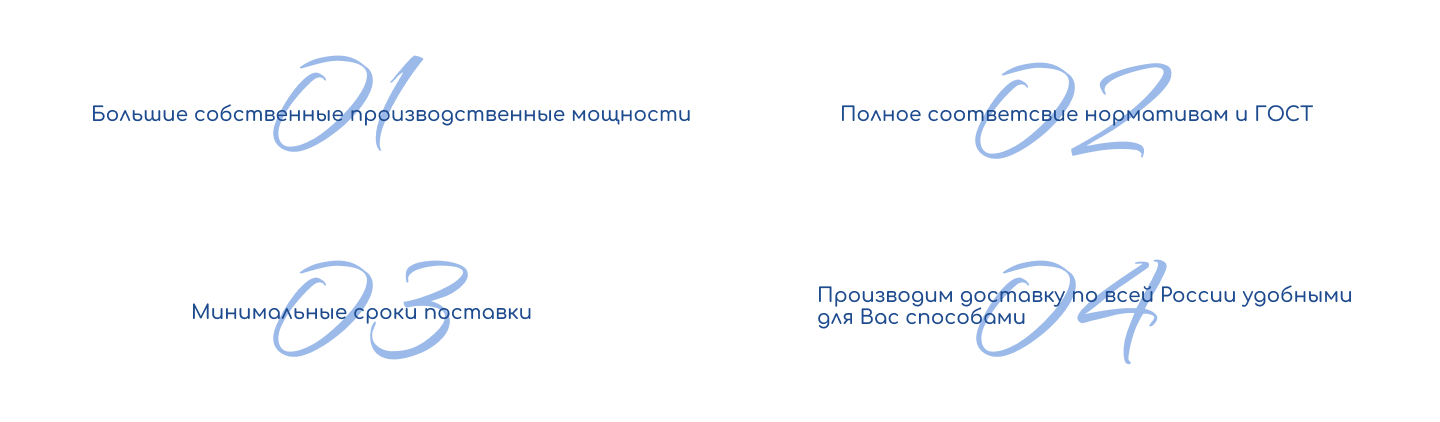 01
Большие собственные производственные мощности
02
Полное соответсвие нормативам и ГОСТ
03
Минимальные сроки поставки
04
Производим доставку по всей России удобными
для Вас способами